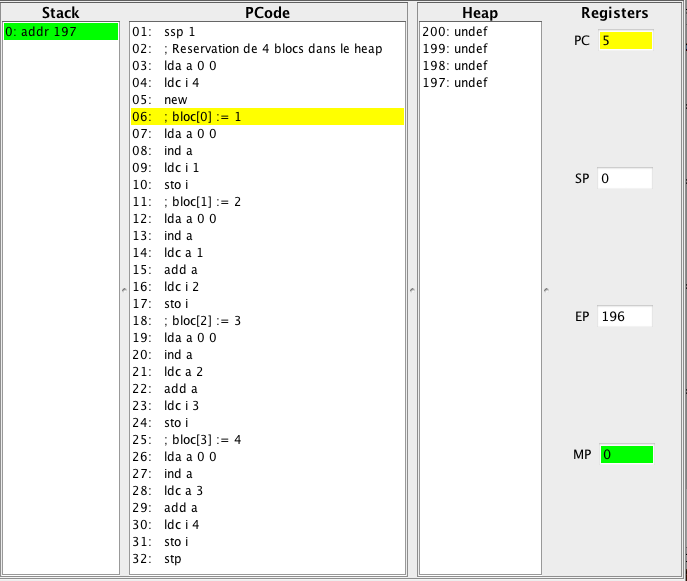 Stack
0: addr 197
PCode
01: ssp 1
02: ; Reservation de 4 blocs dans le heap
03: lda a 0 0
04: ldc i 4
05: new
06: ; bloc[0] := 1
07: lda a 0 0
08: ind a
09: ldc i 1
10: sto i
11: ; bloc[1] := 2
12: lda a 0 0
13: ind a
14: ldc a 1
15: add a
16: ldc i 2
17: sto i
18: ; bloc[2] := 3
19: lda a 0 0
20: ind a
21: ldc a 2
22: add a
23: ldc i 3
24: sto i
25: ; bloc[3] := 4
26: lda a 0 0
27: ind a
28: ldc a 3
29: add a
30: ldc i 4
31: sto i
32: stp
Heap
200: undef
199: undef
198: undef
197: undef
Registers
PC 5
SP 0
EP 196
MP 0